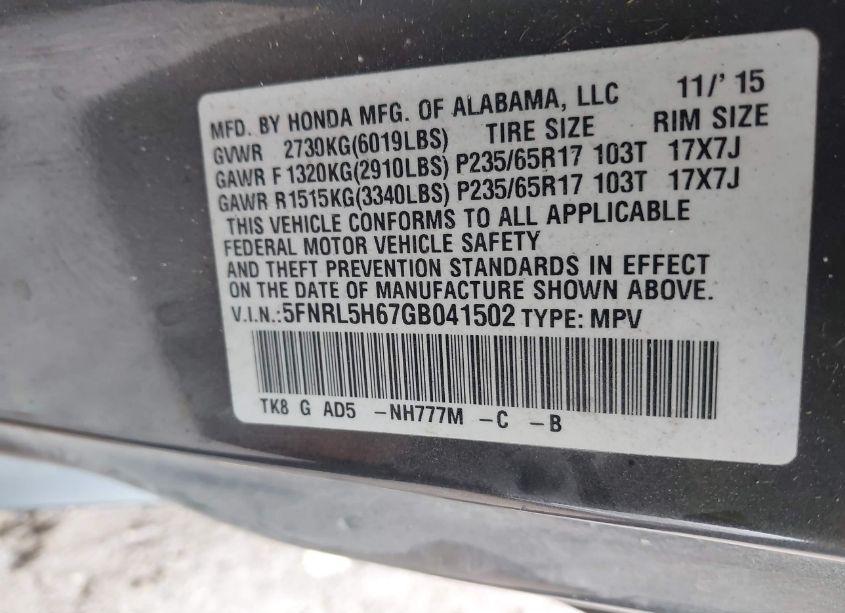 MFD. BY HONDA MFG. OF ALABAMA, LLC 11/' 15
GVWR 2730KG(6019LBS) TIRE SIZE RIM SIZE
GAWR F1320KG(2910LBS) P235/65R17 103T 17X7J
GAWR R1515KG(3340LBS) P235/65R17 103T 17X7J
THIS VEHICLE CONFORMS TO ALL APPLICABLE
FEDERAL MOTOR VEHICLE SAFETY
AND THEFT PREVENTION STANDARDS IN EFFECT
ON THE DATE OF MANUFACTURE SHOWN ABOVE.
V.I.N.:5FNRL5H67GB041502 TYPE: MPV
TK8 G AD5 -NH777M -C -B